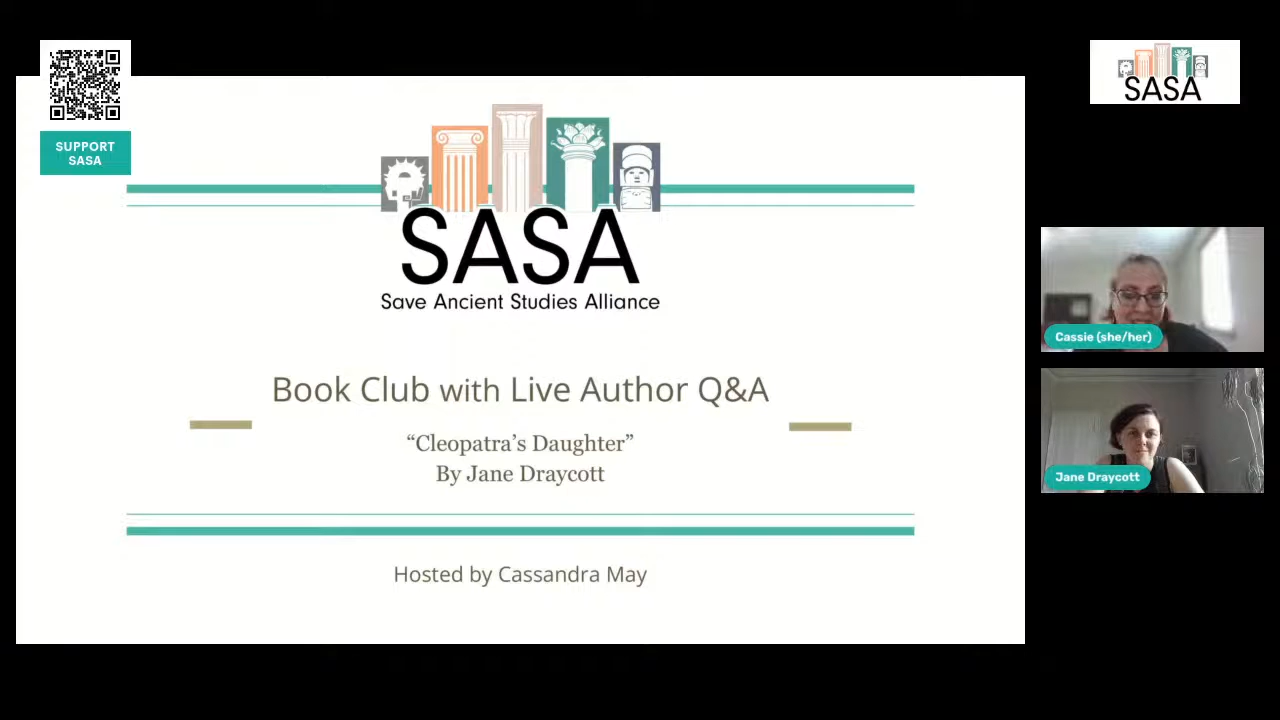 SUPPORT
SASA
SASA
Save Ancient Studies Alliance
Book Club with Live Author Q&A
“Cleopatra’s Daughter”
By Jane Draycott
Hosted by Cassandra May
SASA
Cassie (she/her)
Jane Draycott